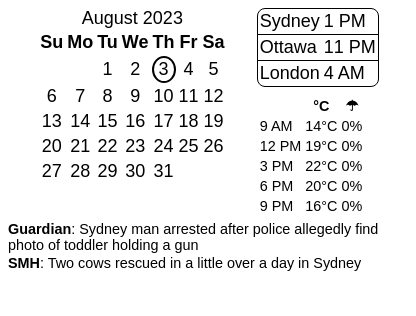 August 2023
Su Mo Tu We Th Fr Sa
1 2 3 4 5
6 7 8 9 10 11 12
13 14 15 16 17 18 19
20 21 22 23 24 25 26
27 28 29 30 31
Sydney 1 PM
Ottawa 11 PM
London 4 AM
°C ☂
9 AM 14°C 0%
12 PM 19°C 0%
3 PM 22°C 0%
6 PM 20°C 0%
9 PM 16°C 0%
Guardian: Sydney man arrested after police allegedly find
photo of toddler holding a gun
SMH: Two cows rescued in a little over a day in Sydney